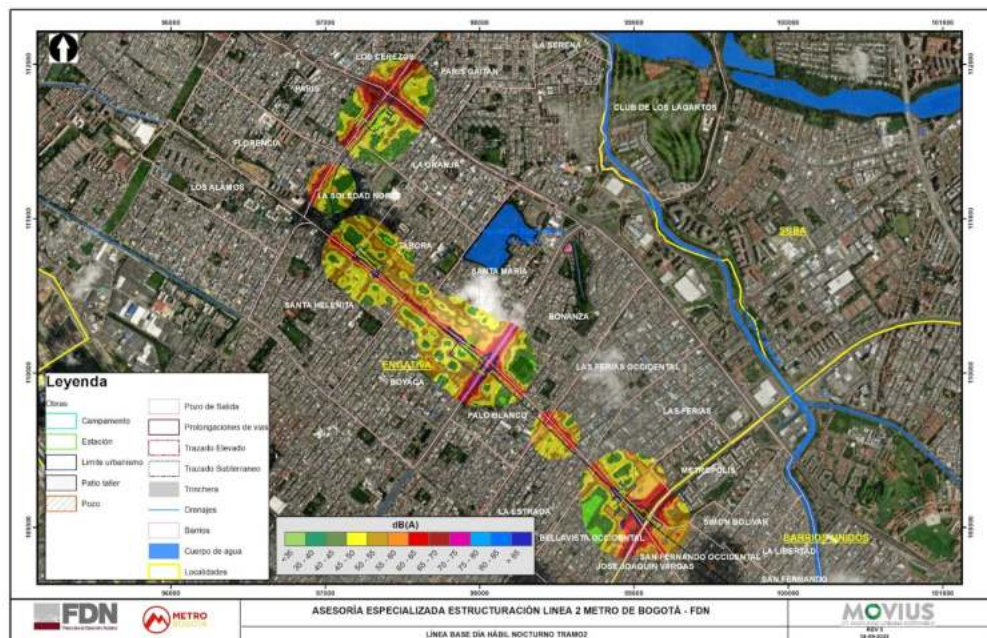 LA SERENA
LOS CEREZOS
PARIS GAITAN
PARIS
CLUB DE LOS LAGARTOS
FLORENCIA
LA GRANJA
LOS ALAMOS
LA SOLEDAD NORTE
TABORA
SUBA
SANTA MARIA
SANTA HELENITA
BONANZA
ENGATIVA
LAS FERIAS OCCIDENTAL
BOYACA
PALO BLANCO
LAS FERIAS
METROPOLIS
LA ESTRADA
SIMON BOLIVAR
BELLAVISTA OCCIDENTAL
BARRIOS UNIDOS
SAN FERNANDO OCCIDENTAL
LA LIBERTAD
JOSE JOAQUIN VARGAS
SAN FERNANDO
Leyenda
Obras
Campamento
Estación
Limite urbanismo
Patio taller
Pozo
Pozo de Salida
Prolongaciones de vias
Trazado Elevado
Trazado Subterraneo
Trinchera
Drenajes
Barrios
Cuerpo de agua
Localidades
dB(A)
FDN
METRO
BOGOTÁ
ASESORÍA ESPECIALIZADA ESTRUCTURACIÓN LINEA 2 METRO DE BOGOTÁ - FDN
LÍNEA BASE DÍA HÁBIL NOCTURNO TRAMO2
MOVIUS